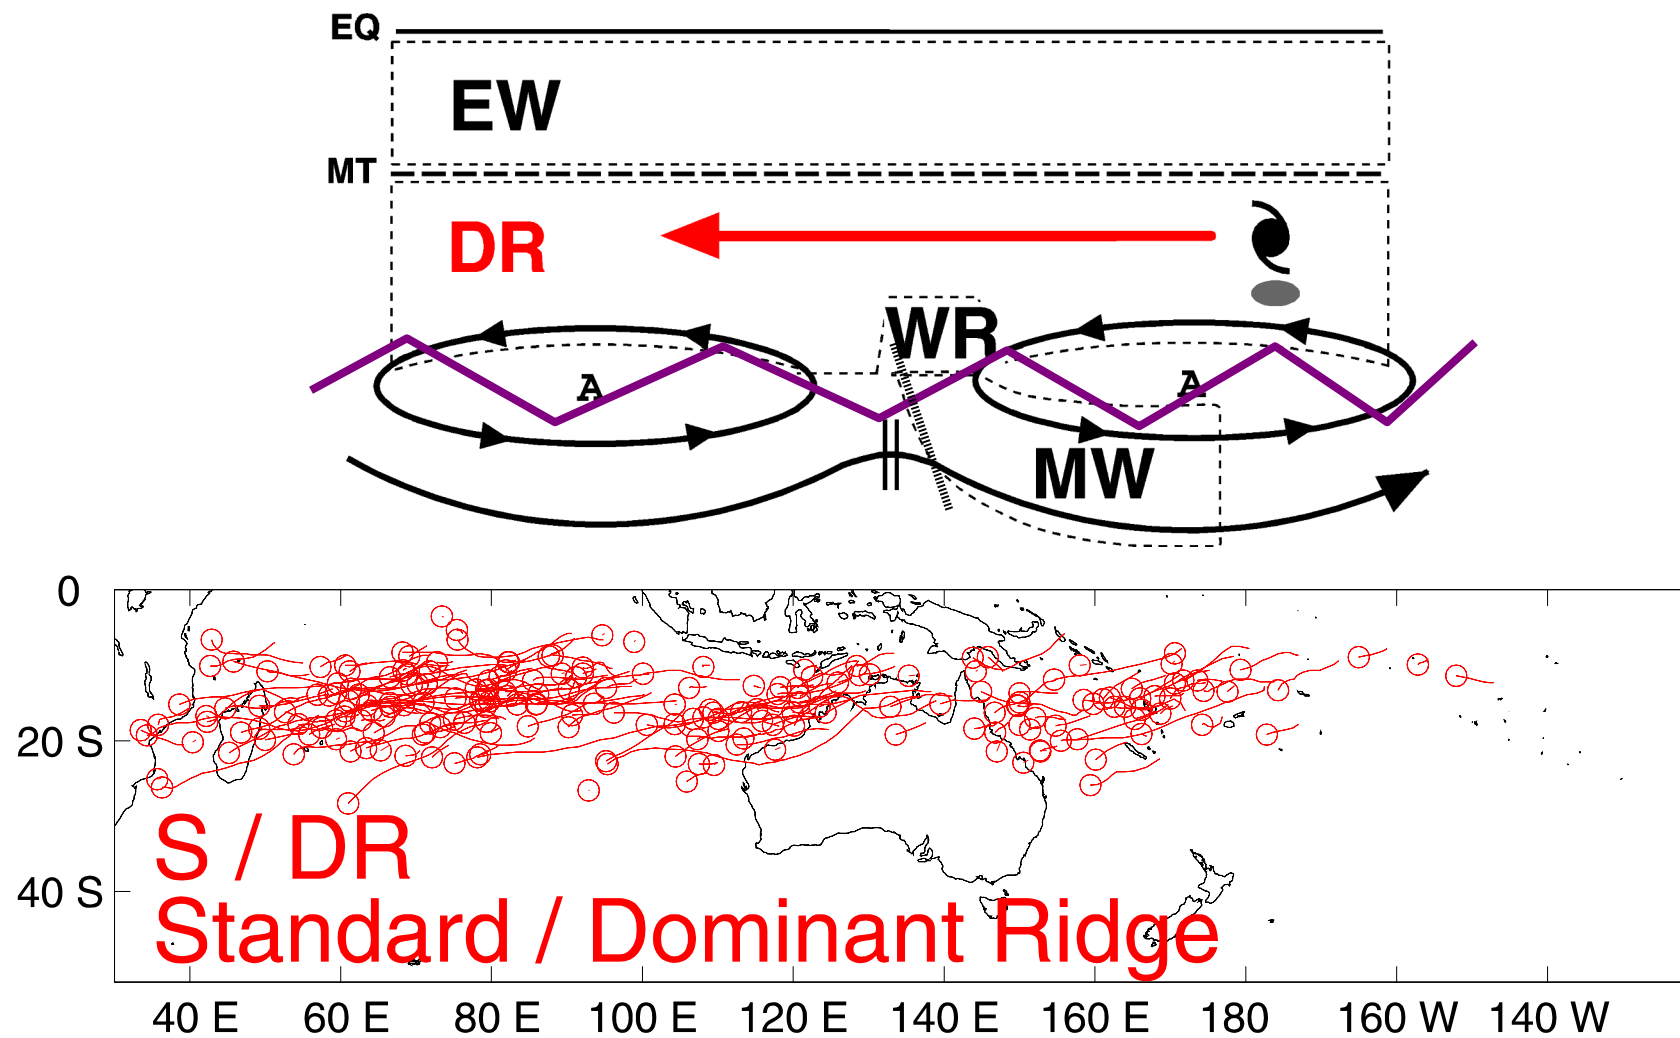 EQ
EW
MT
DR
WR
A
A
MW
0
20 S
40 S
S / DR
Standard / Dominant Ridge
40 E 60 E 80 E 100 E 120 E 140 E 160 E 180 160 W 140 W